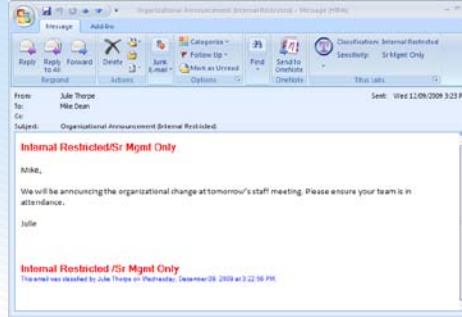 Organizational Announcement (Internal Restricted) - Message (HTML)
Message Add-Ins
Reply Reply to All Forward Delete Junk E-mail Categorize Follow Up Mark as Unread Find Send to OneNote Classification: Internal Restricted
Sensitivity: Sr Mgmt Only
Respond Actions Options OneNote Titus Labs
From: Julie Thorpe Sent: Wed 12/09/2009 3:23 P
To: Mike Dean
Cc:
Subject: Organizational Announcement (Internal Restricted)
Internal Restricted/Sr Mgmt Only
Mike,
We will be announcing the organizational change at tomorrow's staff meeting. Please ensure your team is in
attendance.
Julie
Internal Restricted /Sr Mgmt Only
This email was classified by Julie Thorpe on Wednesday, December 09, 2009 at 3:22:56 PM